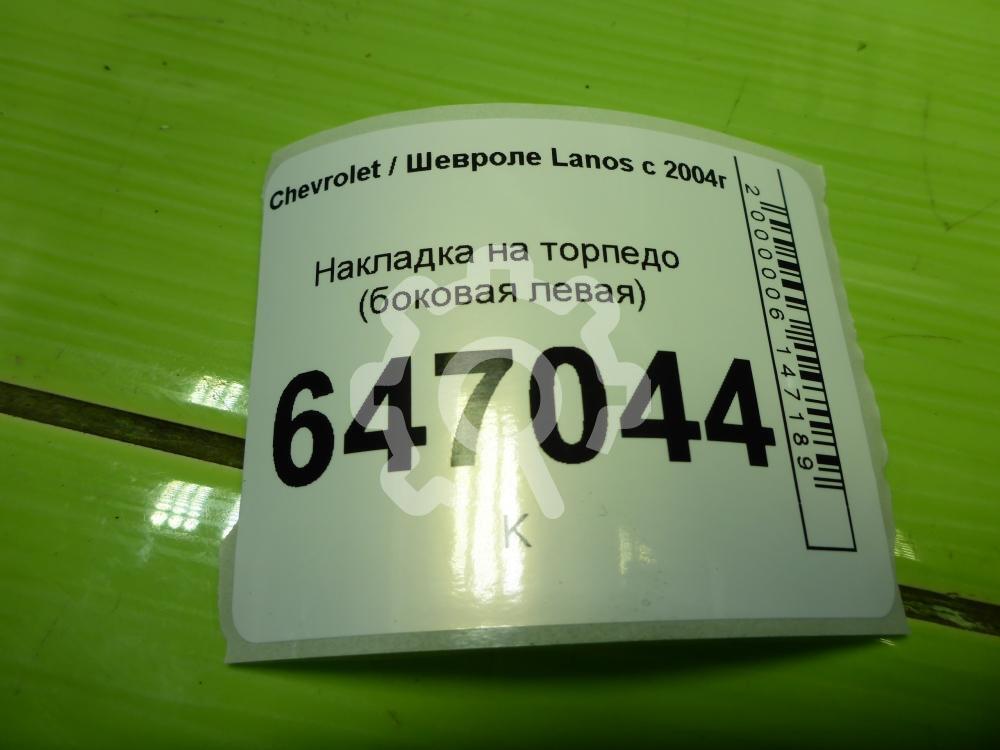 Chevrolet / Шевроле Lanos с 2004г
Накладка на торпедо
(боковая левая)
647044
К
2000006147189